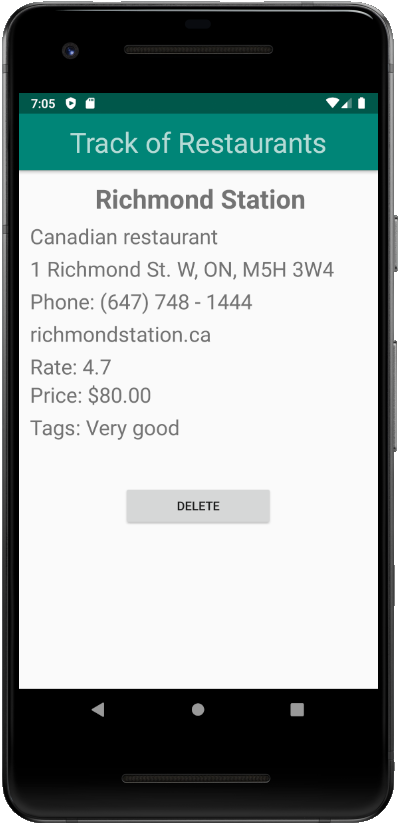 7:05
Track of Restaurants
Richmond Station
Canadian restaurant
1 Richmond St. W, ON, M5H 3W4
Phone: (647) 748 - 1444
richmondstation.ca
Rate: 4.7
Price: $80.00
Tags: Very good
DELETE